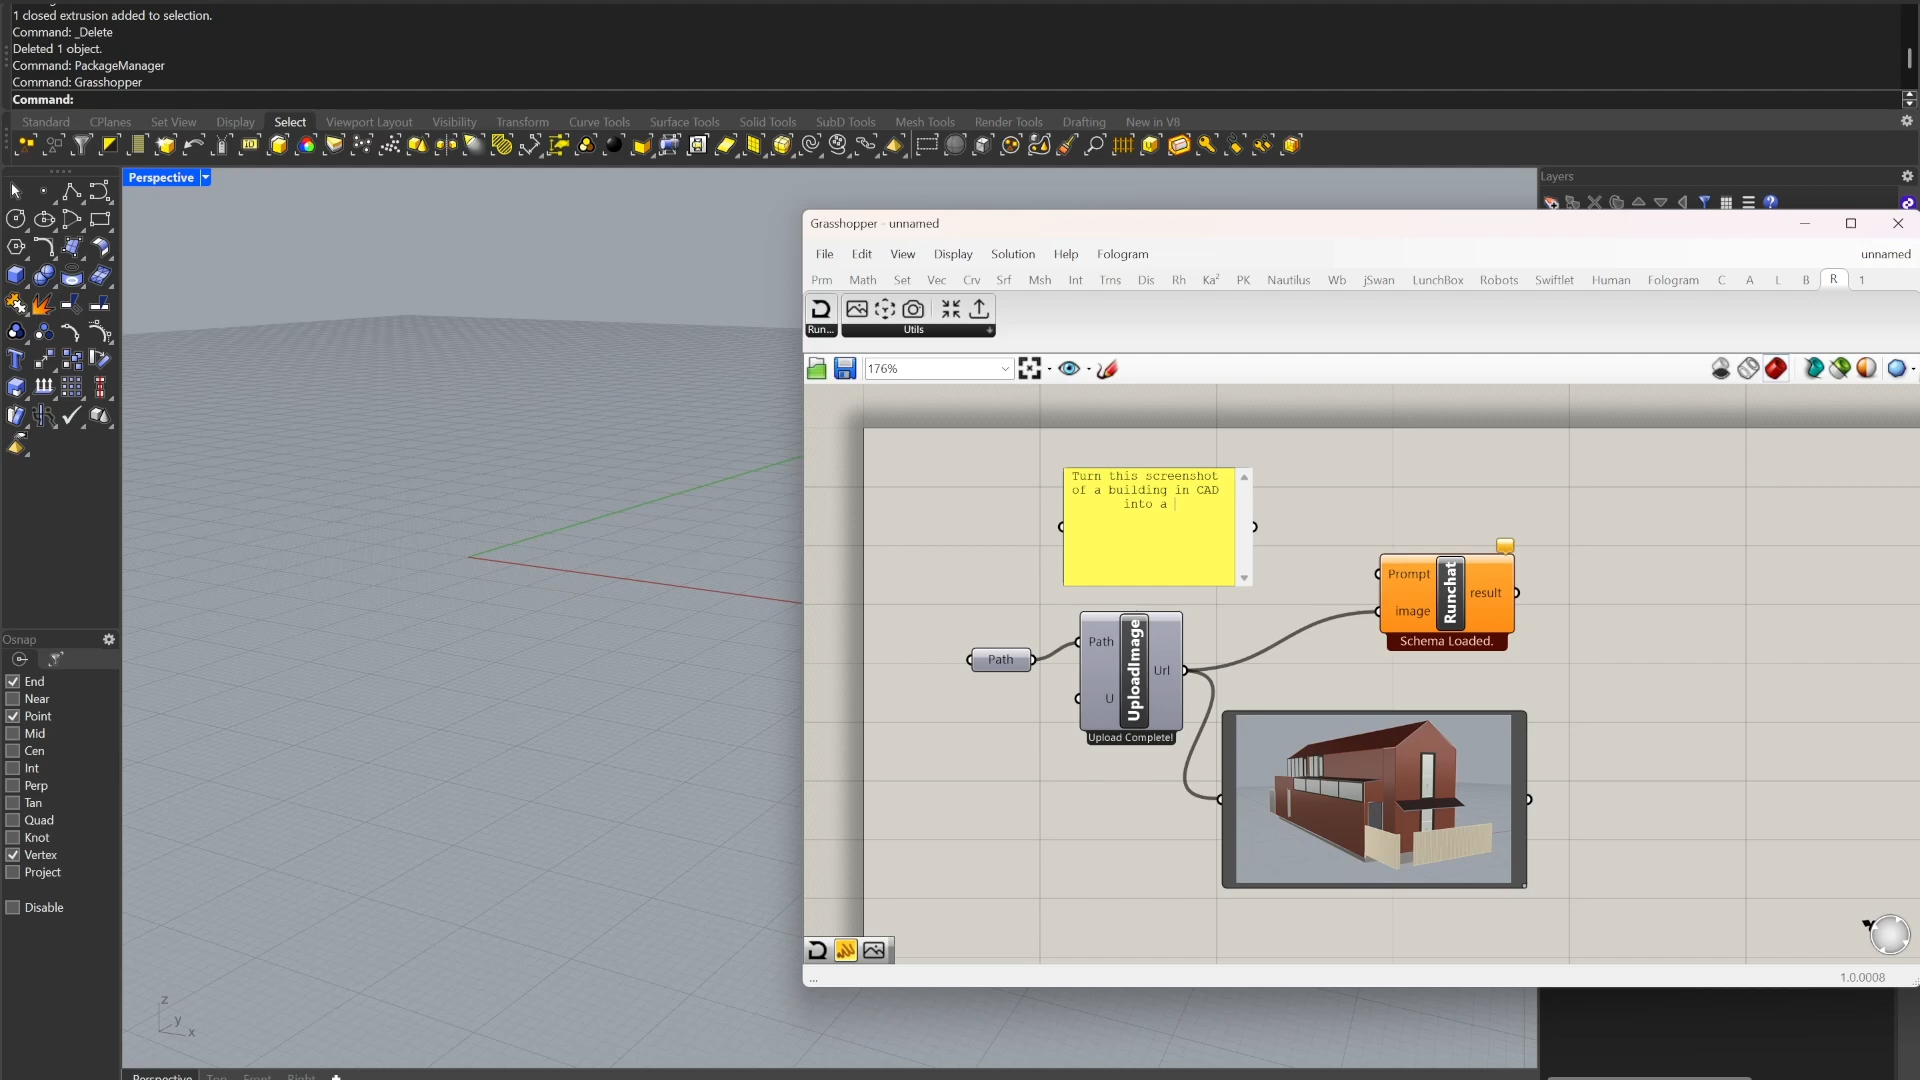 1 closed extrusion added to selection.
Command: _Delete
Deleted 1 object.
Command: PackageManager
Command: Grasshopper
Command:
Standard CPlanes Set View Display Select Viewport Layout Visibility Transform Curve Tools Surface Tools Solid Tools SubD Tools Mesh Tools Render Tools Drafting New in V8
Perspective
Layers
Grasshopper - unnamed
File Edit View Display Solution Help Fologram
unnamed
Prm Math Set Vec Crv Srf Msh Int Trns Dis Rh Ka² PK Nautilus Wb jSwan LunchBox Robots Swiftlet Human Fologram C A L B R 1
Run...
Utils
176%
Turn this screenshot
of a building in CAD
into a
Prompt
image
Runchat
result
Schema Loaded.
Path
Path
U
UploadImage
Url
Upload Complete!
Osnap
End
Near
Point
Mid
Cen
Int
Perp
Tan
Quad
Knot
Vertex
Project
Disable
z
y
x
...
1.0.0008
Perspective Top Front Right